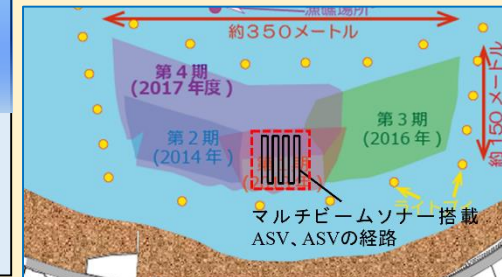 約350メートル
第4期
(2017年度)
第2期
(2014年)
第3期
(2016年)
約150メートル
マルチビームソナー搭載
ASV、ASVの経路